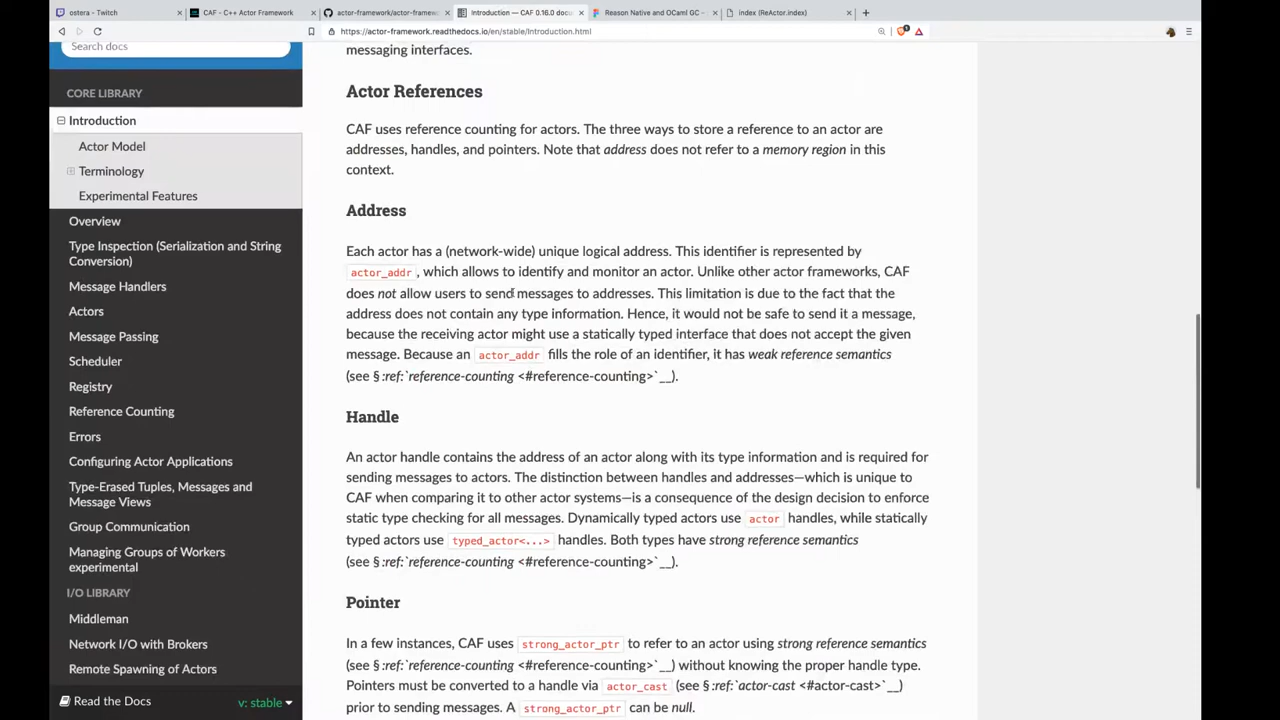 ostera - Twitch
CAF - C++ Actor Framework
actor-framework/actor-framew
Introduction — CAF 0.16.0 docu
Reason Native and OCaml GC —
index (ReActor.index)
https://actor-framework.readthedocs.io/en/stable/Introduction.html
Search docs
CORE LIBRARY
Introduction
Actor Model
Terminology
Experimental Features
Overview
Type Inspection (Serialization and String
Conversion)
Message Handlers
Actors
Message Passing
Scheduler
Registry
Reference Counting
Errors
Configuring Actor Applications
Type-Erased Tuples, Messages and
Message Views
Group Communication
Managing Groups of Workers
experimental
I/O LIBRARY
Middleman
Network I/O with Brokers
Remote Spawning of Actors
Read the Docs
v: stable
messaging interfaces.
Actor References
CAF uses reference counting for actors. The three ways to store a reference to an actor are
addresses, handles, and pointers. Note that address does not refer to a memory region in this
context.
Address
Each actor has a (network-wide) unique logical address. This identifier is represented by
actor_addr, which allows to identify and monitor an actor. Unlike other actor frameworks, CAF
does not allow users to send messages to addresses. This limitation is due to the fact that the
address does not contain any type information. Hence, it would not be safe to send it a message,
because the receiving actor might use a statically typed interface that does not accept the given
message. Because an actor_addr fills the role of an identifier, it has weak reference semantics
(see § :ref:`reference-counting <#reference-counting>`__).
Handle
An actor handle contains the address of an actor along with its type information and is required for
sending messages to actors. The distinction between handles and addresses—which is unique to
CAF when comparing it to other actor systems—is a consequence of the design decision to enforce
static type checking for all messages. Dynamically typed actors use actor handles, while statically
typed actors use typed_actor<...> handles. Both types have strong reference semantics
(see § :ref:`reference-counting <#reference-counting>`__).
Pointer
In a few instances, CAF uses strong_actor_ptr to refer to an actor using strong reference semantics
(see § :ref:`reference-counting <#reference-counting>`__) without knowing the proper handle type.
Pointers must be converted to a handle via actor_cast (see § :ref:`actor-cast <#actor-cast>`__)
prior to sending messages. A strong_actor_ptr can be null.